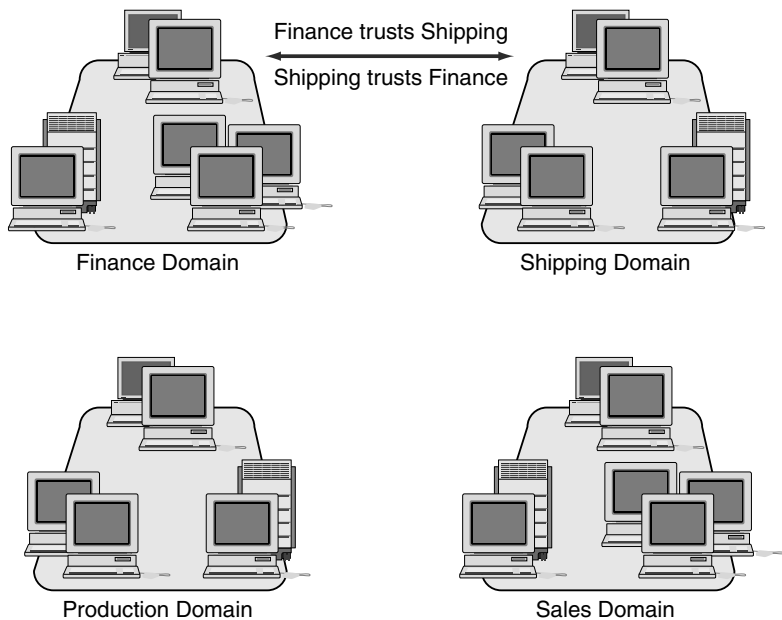 Finance trusts Shipping
Shipping trusts Finance
Finance Domain
Shipping Domain
Production Domain
Sales Domain